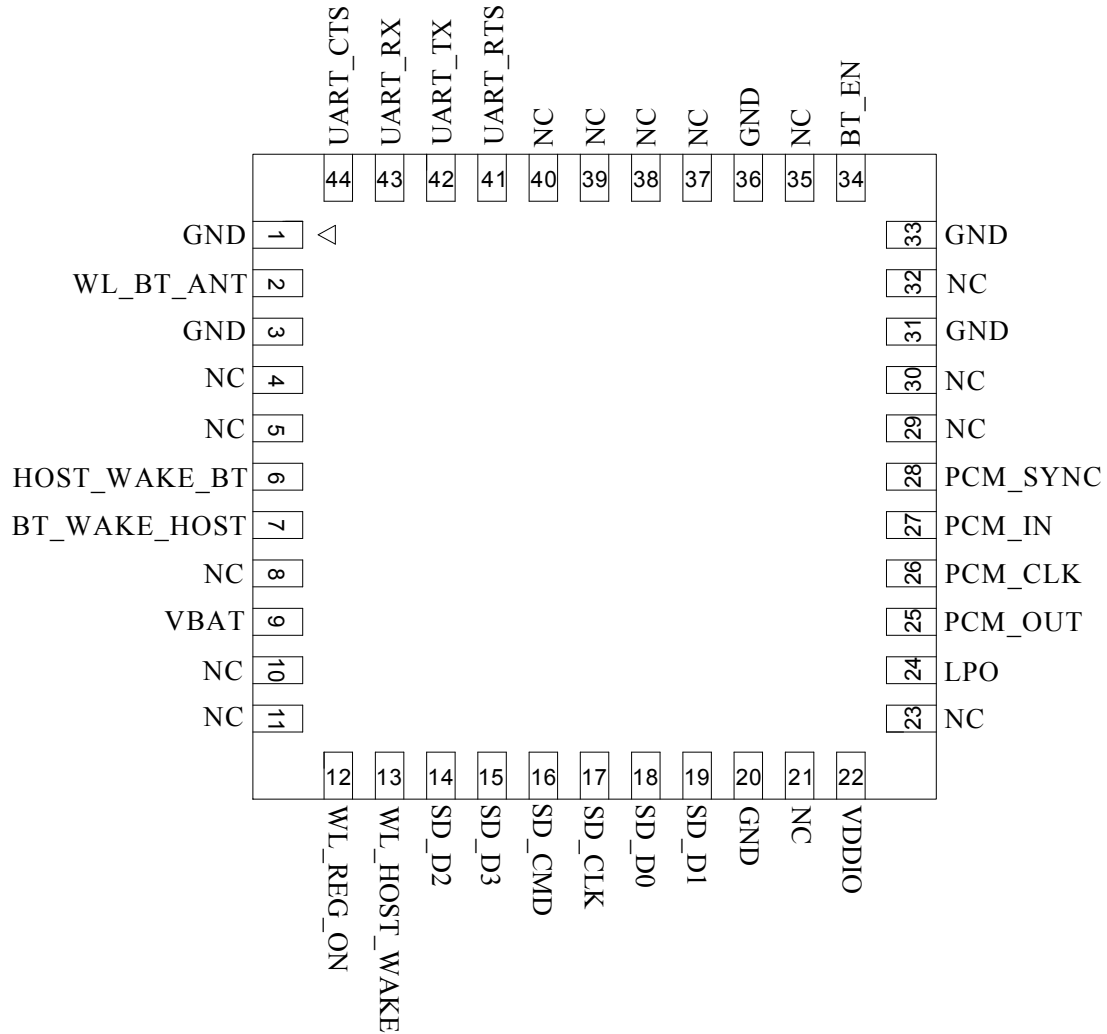 UART_CTS
UART_RX
UART_TX
UART_RTS
NC
NC
NC
NC
GND
NC
BT_EN
44
43
42
41
40
39
38
37
36
35
34
GND 1
WL_BT_ANT 2
GND 3
NC 4
NC 5
HOST_WAKE_BT 6
BT_WAKE_HOST 7
NC 8
VBAT 9
NC 10
NC 11
33 GND
32 NC
31 GND
30 NC
29 NC
28 PCM_SYNC
27 PCM_IN
26 PCM_CLK
25 PCM_OUT
24 LPO
23 NC
12
13
14
15
16
17
18
19
20
21
22
WL_REG_ON
WL_HOST_WAKE
SD_D2
SD_D3
SD_CMD
SD_CLK
SD_D0
SD_D1
GND
NC
VDDIO